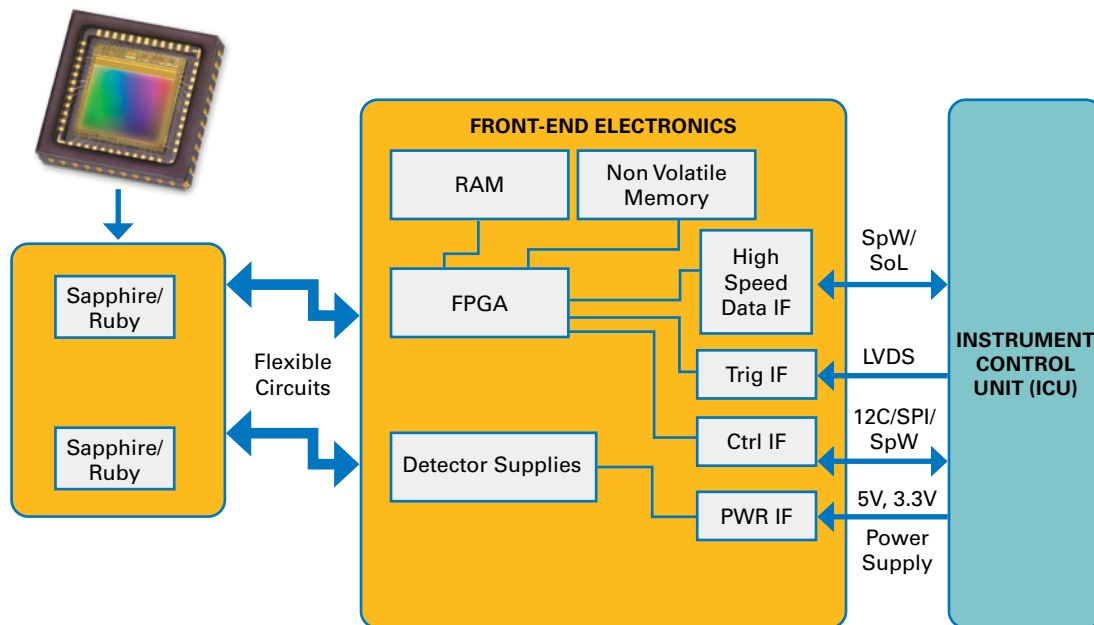 FRONT-END ELECTRONICS
RAM
Non Volatile
Memory
FPGA
High
Speed
Data IF
SpW/
SoL
Sapphire/
Ruby
Flexible
Circuits
Trig IF
LVDS
INSTRUMENT
CONTROL
UNIT (ICU)
Sapphire/
Ruby
Detector Supplies
Ctrl IF
12C/SPI/
SpW
PWR IF
5V, 3.3V
Power
Supply